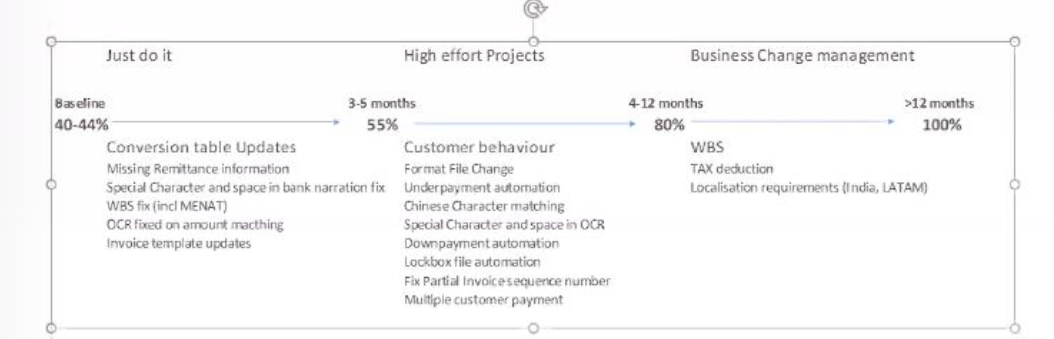 Just do it
High effort Projects
Business Change management
Baseline
3-5 months
4-12 months
>12 months
40-44%
55%
80%
100%
Conversion table Updates
Missing Remittance information
Special Character and space in bank narration fix
WBS fix (incl MENAT)
OCR fixed on amount macthing
Invoice template updates
Customer behaviour
Format File Change
Underpayment automation
Chinese Character matching
Special Character and space in OCR
Downpayment automation
Lockbox file automation
Fix Partial Invoice sequence number
Multiple customer payment
WBS
TAX deduction
Localisation requirements (India, LATAM)